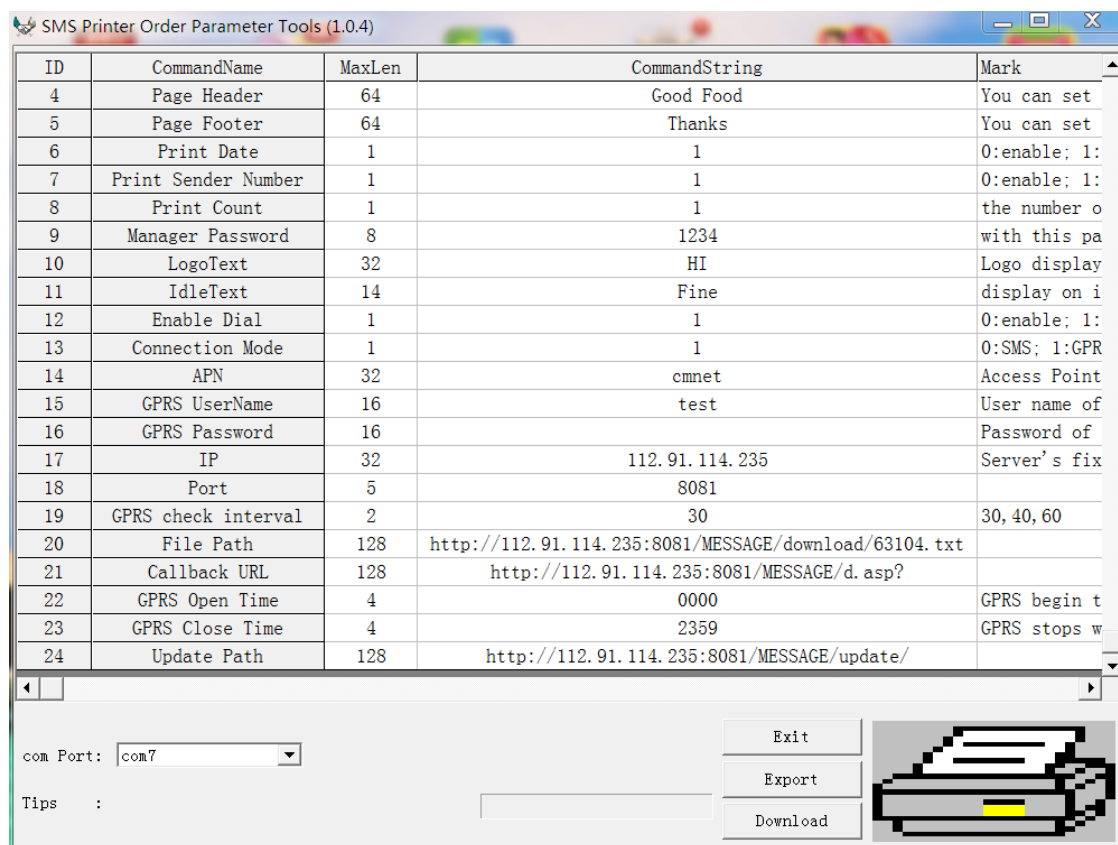 SMS Printer Order Parameter Tools (1.0.4)
ID CommandName MaxLen CommandString Mark
4 Page Header 64 Good Food You can set
5 Page Footer 64 Thanks You can set
6 Print Date 1 1 0:enable; 1:
7 Print Sender Number 1 1 0:enable; 1:
8 Print Count 1 1 the number o
9 Manager Password 8 1234 with this pa
10 LogoText 32 HI Logo display
11 IdleText 14 Fine display on i
12 Enable Dial 1 1 0:enable; 1:
13 Connection Mode 1 1 0:SMS; 1:GPR
14 APN 32 cmnet Access Point
15 GPRS UserName 16 test User name of
16 GPRS Password 16 Password of
17 IP 32 112.91.114.235 Server's fix
18 Port 5 8081
19 GPRS check interval 2 30 30,40,60
20 File Path 128 http://112.91.114.235:8081/MESSAGE/download/63104.txt
21 Callback URL 128 http://112.91.114.235:8081/MESSAGE/d.asp?
22 GPRS Open Time 4 0000 GPRS begin t
23 GPRS Close Time 4 2359 GPRS stops w
24 Update Path 128 http://112.91.114.235:8081/MESSAGE/update/
Exit
com Port: com7
Export
Tips :
Download